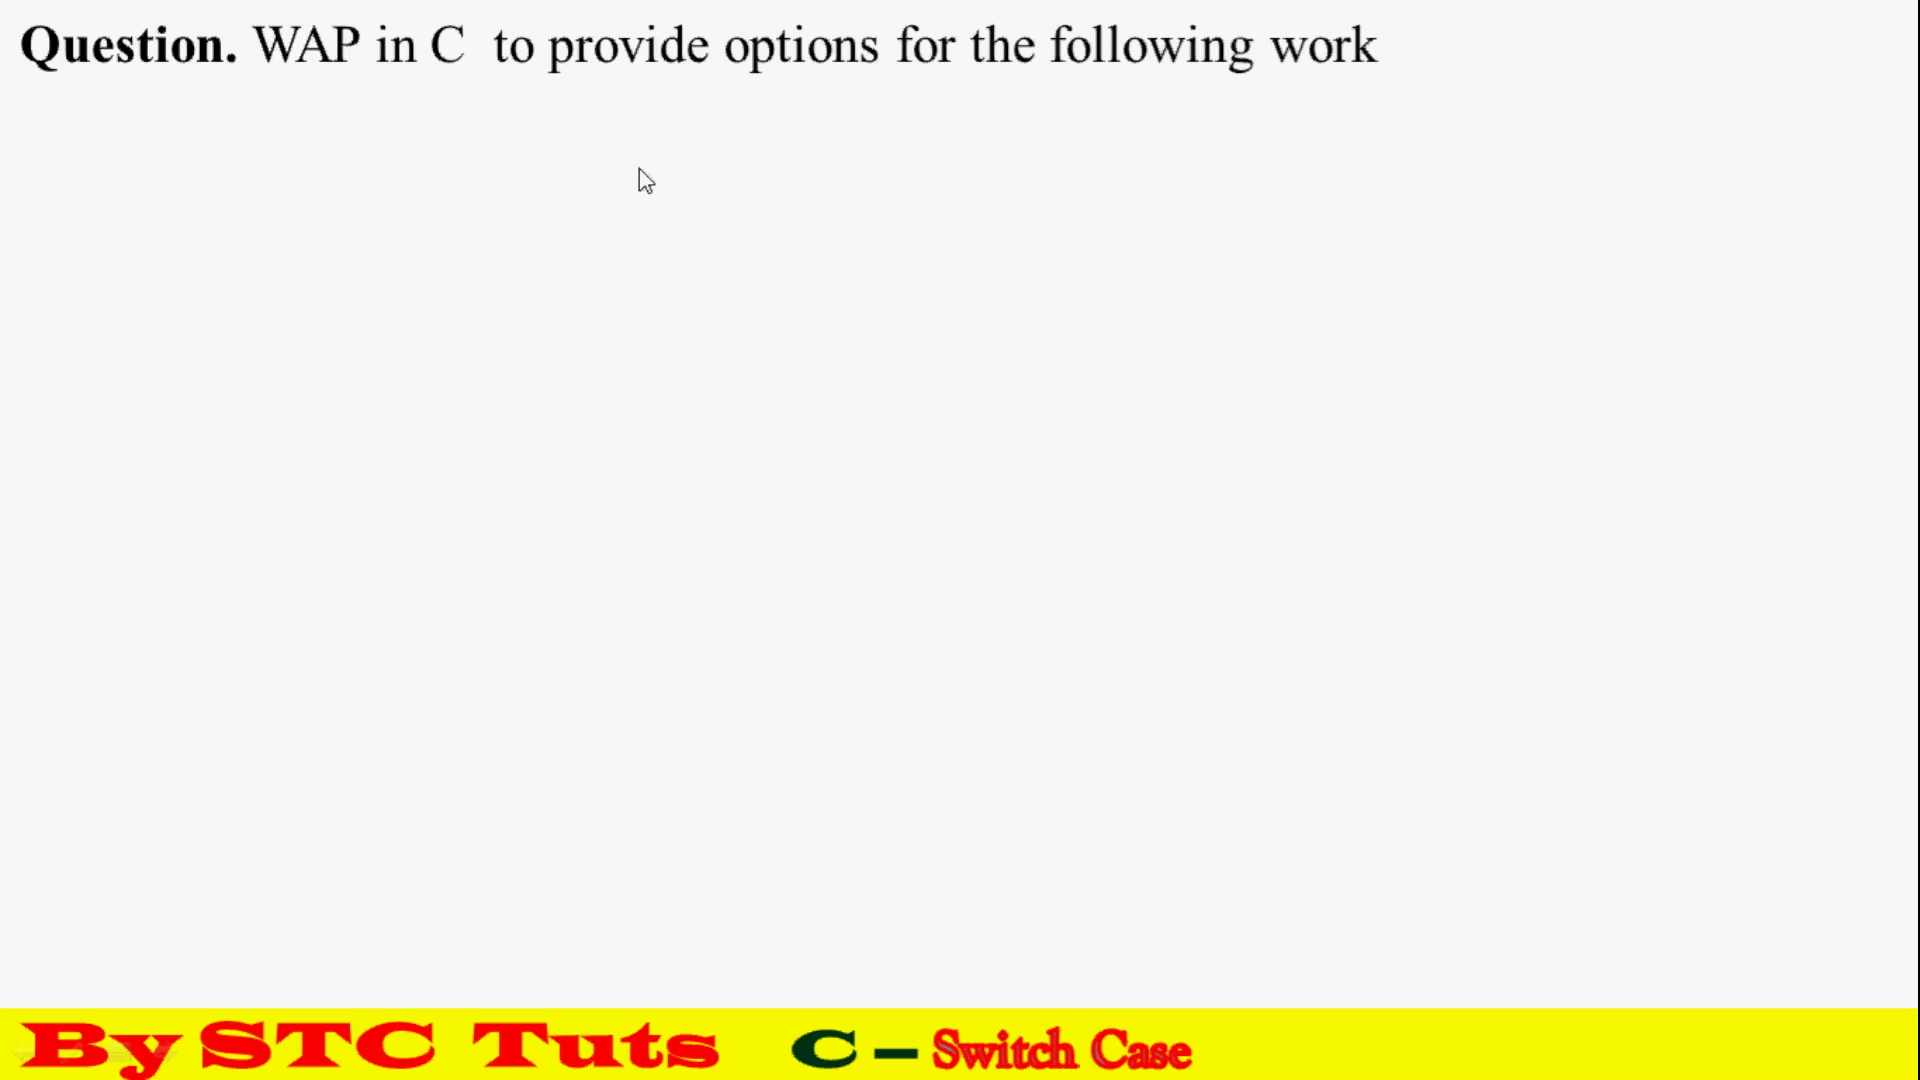 Question. WAP in C to provide options for the following work
By STC Tuts C – Switch Case